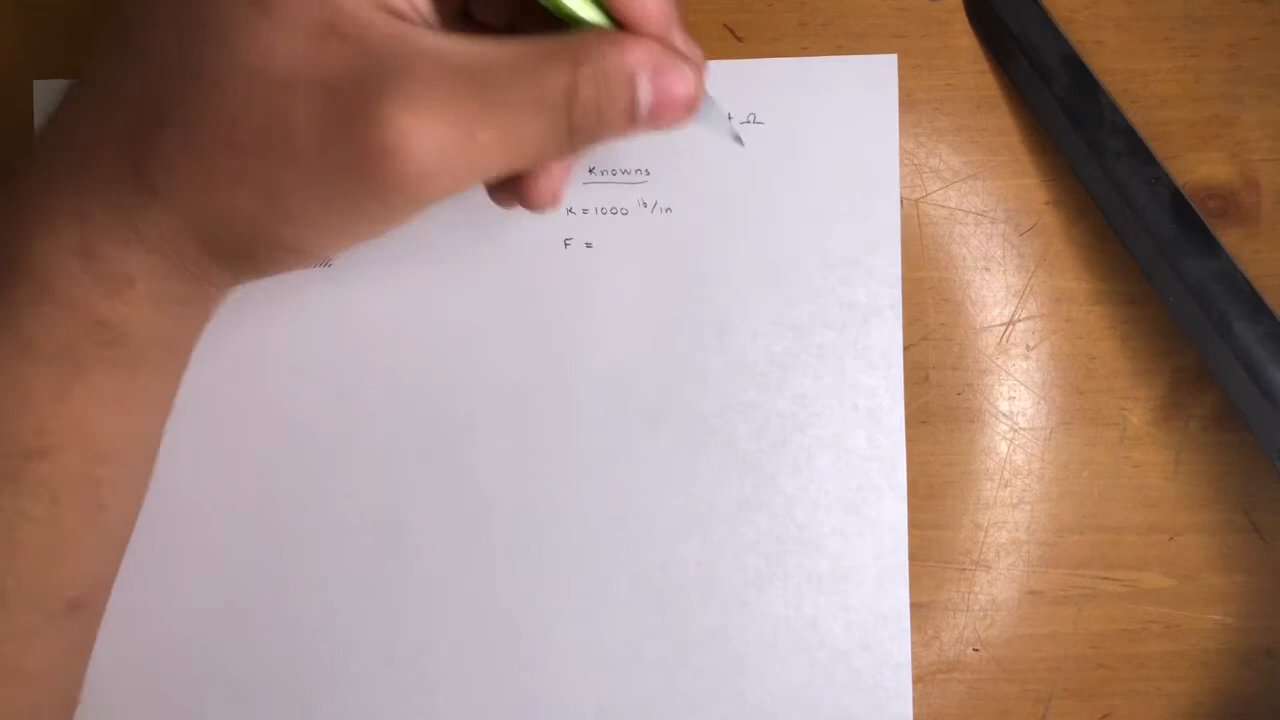 Ω
Knowns
K = 1000 lb/in
F =